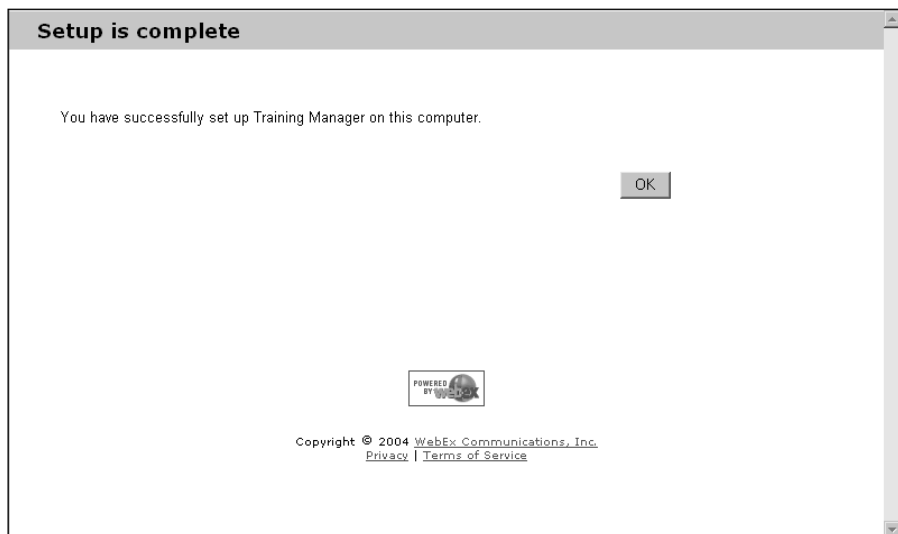 Setup is complete
You have successfully set up Training Manager on this computer.
OK
POWERED
BY webex
Copyright © 2004 WebEx Communications, Inc.
Privacy | Terms of Service